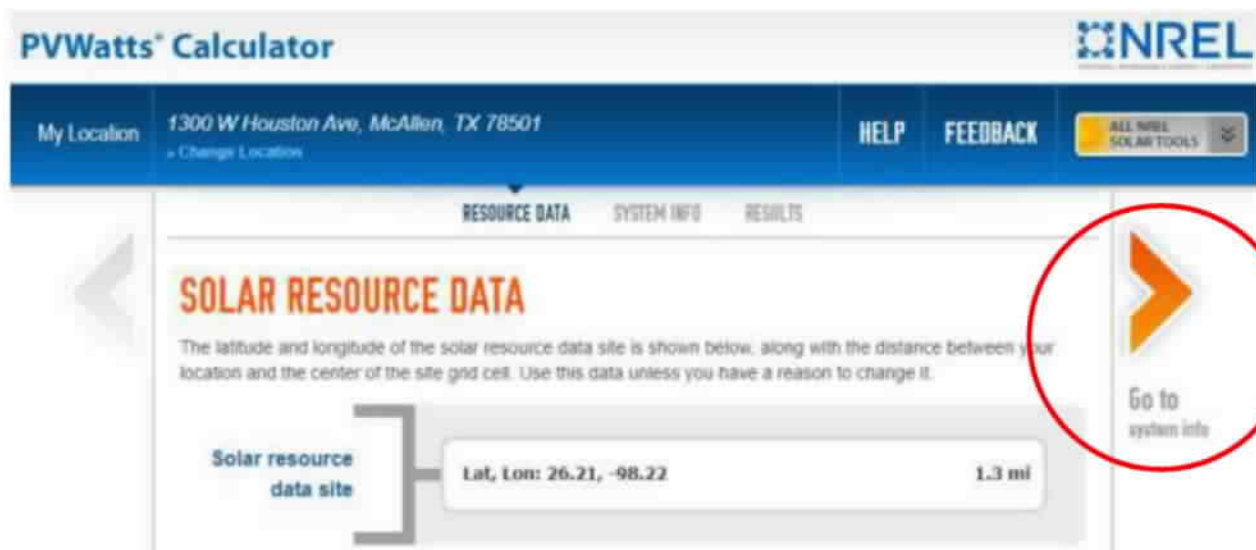 PVWatts® Calculator
NREL
My Location
1300 W Houston Ave, McAllen, TX 78501
» Change Location
HELP
FEEDBACK
ALL NREL
SOLAR TOOLS
RESOURCE DATA
SYSTEM INFO
RESULTS
SOLAR RESOURCE DATA
The latitude and longitude of the solar resource data site is shown below, along with the distance between your
location and the center of the site grid cell. Use this data unless you have a reason to change it.
Go to
system info
Solar resource
data site
Lat, Lon: 26.21, -98.22
1.3 mi